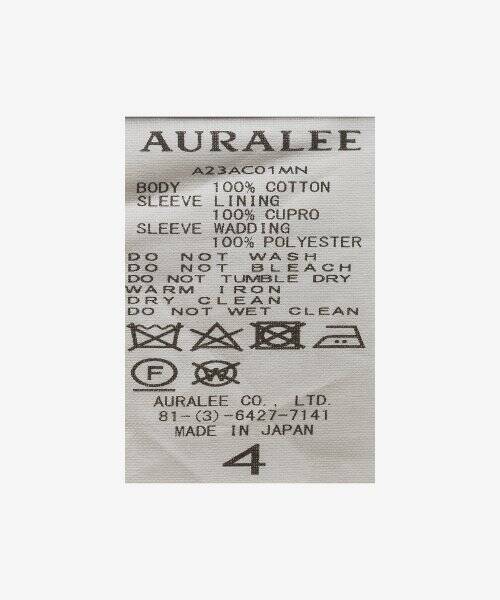 AURALEE
A23AC01MN
BODY 100% COTTON
SLEEVE LINING
100% CUPRO
SLEEVE WADDING
100% POLYESTER
DO NOT WASH
DO NOT BLEACH
DO NOT TUMBLE DRY
WARM IRON
DRY CLEAN
DO NOT WET CLEAN
F W
AURALEE CO., LTD.
81-(3)-6427-7141
MADE IN JAPAN
4